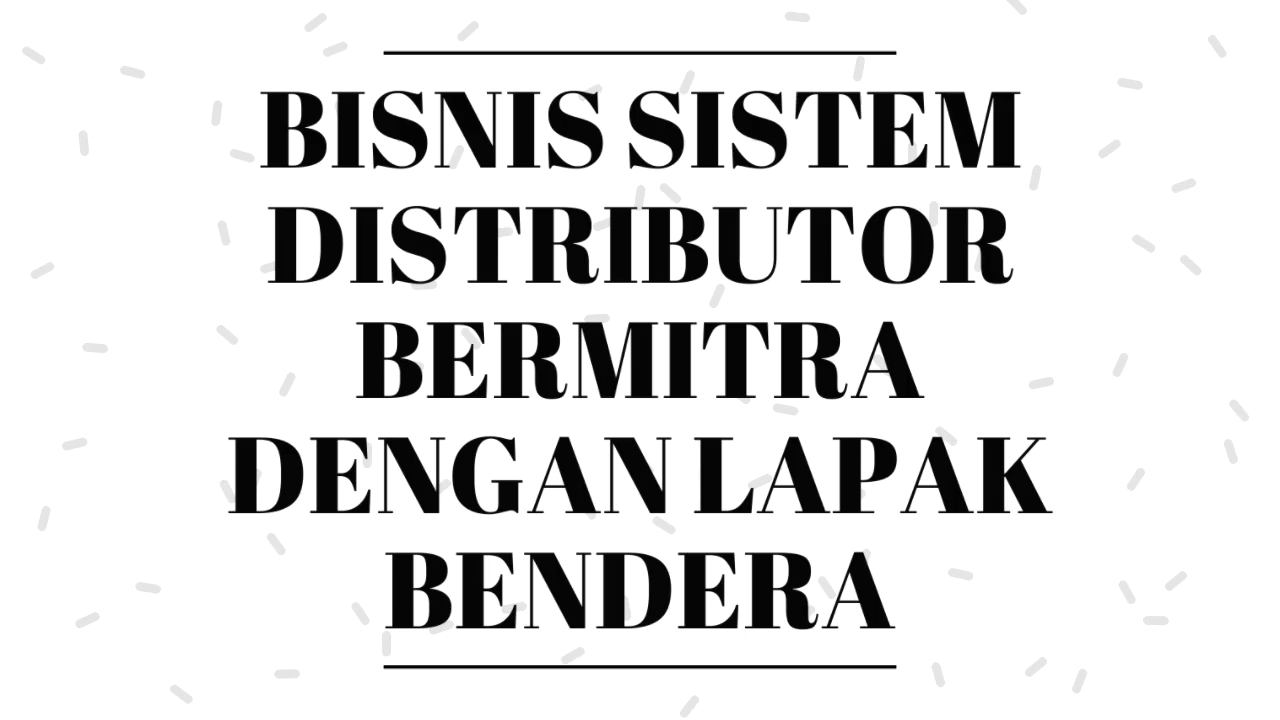 BISNIS SISTEM
DISTRIBUTOR
BERMITRA
DENGAN LAPAK
BENDERA